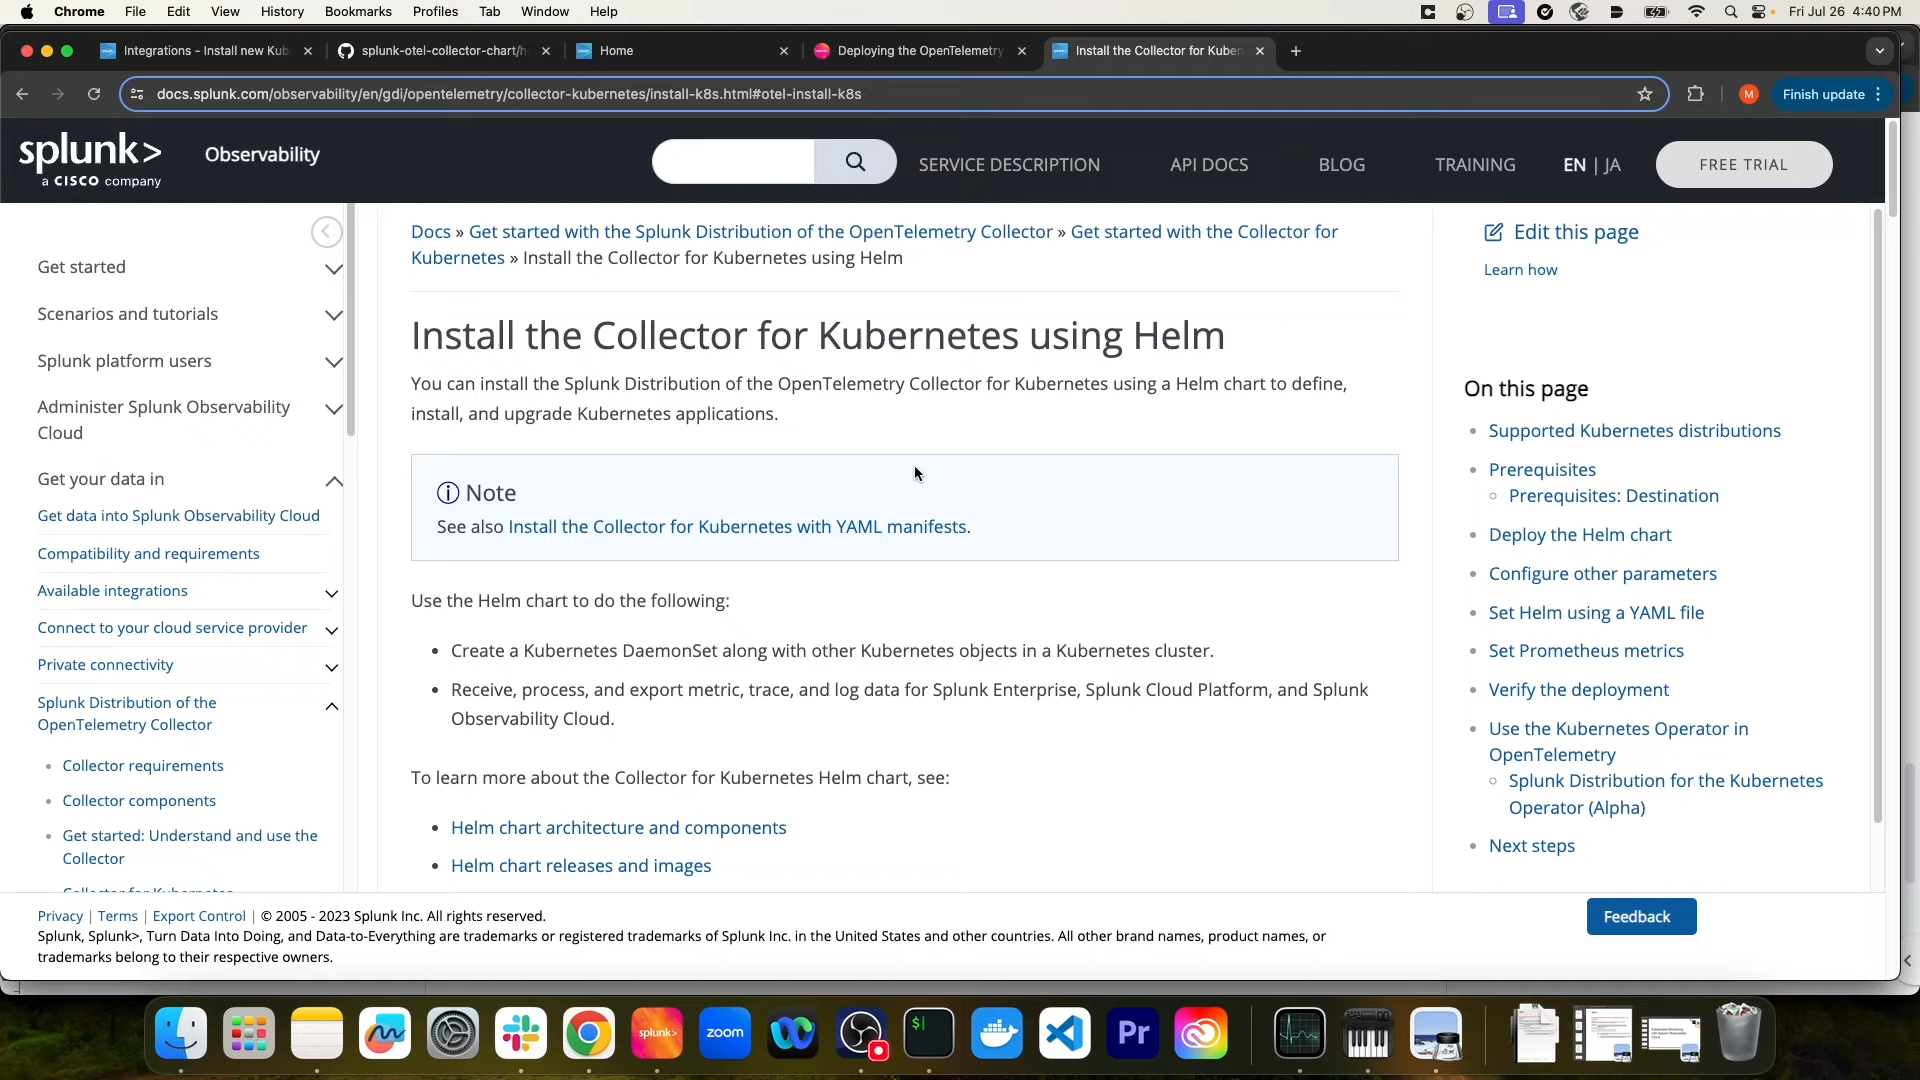 Chrome File Edit View History Bookmarks Profiles Tab Window Help
Fri Jul 26 4:40 PM
Integrations - Install new Kub
splunk-otel-collector-chart/h
Home
Deploying the OpenTelemetry
Install the Collector for Kuber
docs.splunk.com/observability/en/gdi/opentelemetry/collector-kubernetes/install-k8s.html#otel-install-k8s
M
Finish update
splunk>
a CISCO company
Observability
SERVICE DESCRIPTION
API DOCS
BLOG
TRAINING
EN | JA
FREE TRIAL
Get started
Scenarios and tutorials
Splunk platform users
Administer Splunk Observability
Cloud
Get your data in
Get data into Splunk Observability Cloud
Compatibility and requirements
Available integrations
Connect to your cloud service provider
Private connectivity
Splunk Distribution of the
OpenTelemetry Collector
Collector requirements
Collector components
Get started: Understand and use the
Collector
Collector for Kubernetes
Docs » Get started with the Splunk Distribution of the OpenTelemetry Collector » Get started with the Collector for
Kubernetes » Install the Collector for Kubernetes using Helm
Install the Collector for Kubernetes using Helm
You can install the Splunk Distribution of the OpenTelemetry Collector for Kubernetes using a Helm chart to define,
install, and upgrade Kubernetes applications.
Note
See also Install the Collector for Kubernetes with YAML manifests.
Use the Helm chart to do the following:
• Create a Kubernetes DaemonSet along with other Kubernetes objects in a Kubernetes cluster.
• Receive, process, and export metric, trace, and log data for Splunk Enterprise, Splunk Cloud Platform, and Splunk
Observability Cloud.
To learn more about the Collector for Kubernetes Helm chart, see:
• Helm chart architecture and components
• Helm chart releases and images
Edit this page
Learn how
On this page
Supported Kubernetes distributions
Prerequisites
Prerequisites: Destination
Deploy the Helm chart
Configure other parameters
Set Helm using a YAML file
Set Prometheus metrics
Verify the deployment
Use the Kubernetes Operator in
OpenTelemetry
Splunk Distribution for the Kubernetes
Operator (Alpha)
Next steps
Privacy | Terms | Export Control | © 2005 - 2023 Splunk Inc. All rights reserved.
Splunk, Splunk>, Turn Data Into Doing, and Data-to-Everything are trademarks or registered trademarks of Splunk Inc. in the United States and other countries. All other brand names, product names, or
trademarks belong to their respective owners.
Feedback
splunk>
zoom
$
Pr